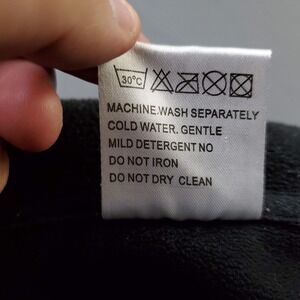 30°C
MACHINE.WASH SEPARATELY
COLD WATER. GENTLE
MILD DETERGENT NO
DO NOT IRON
DO NOT DRY CLEAN